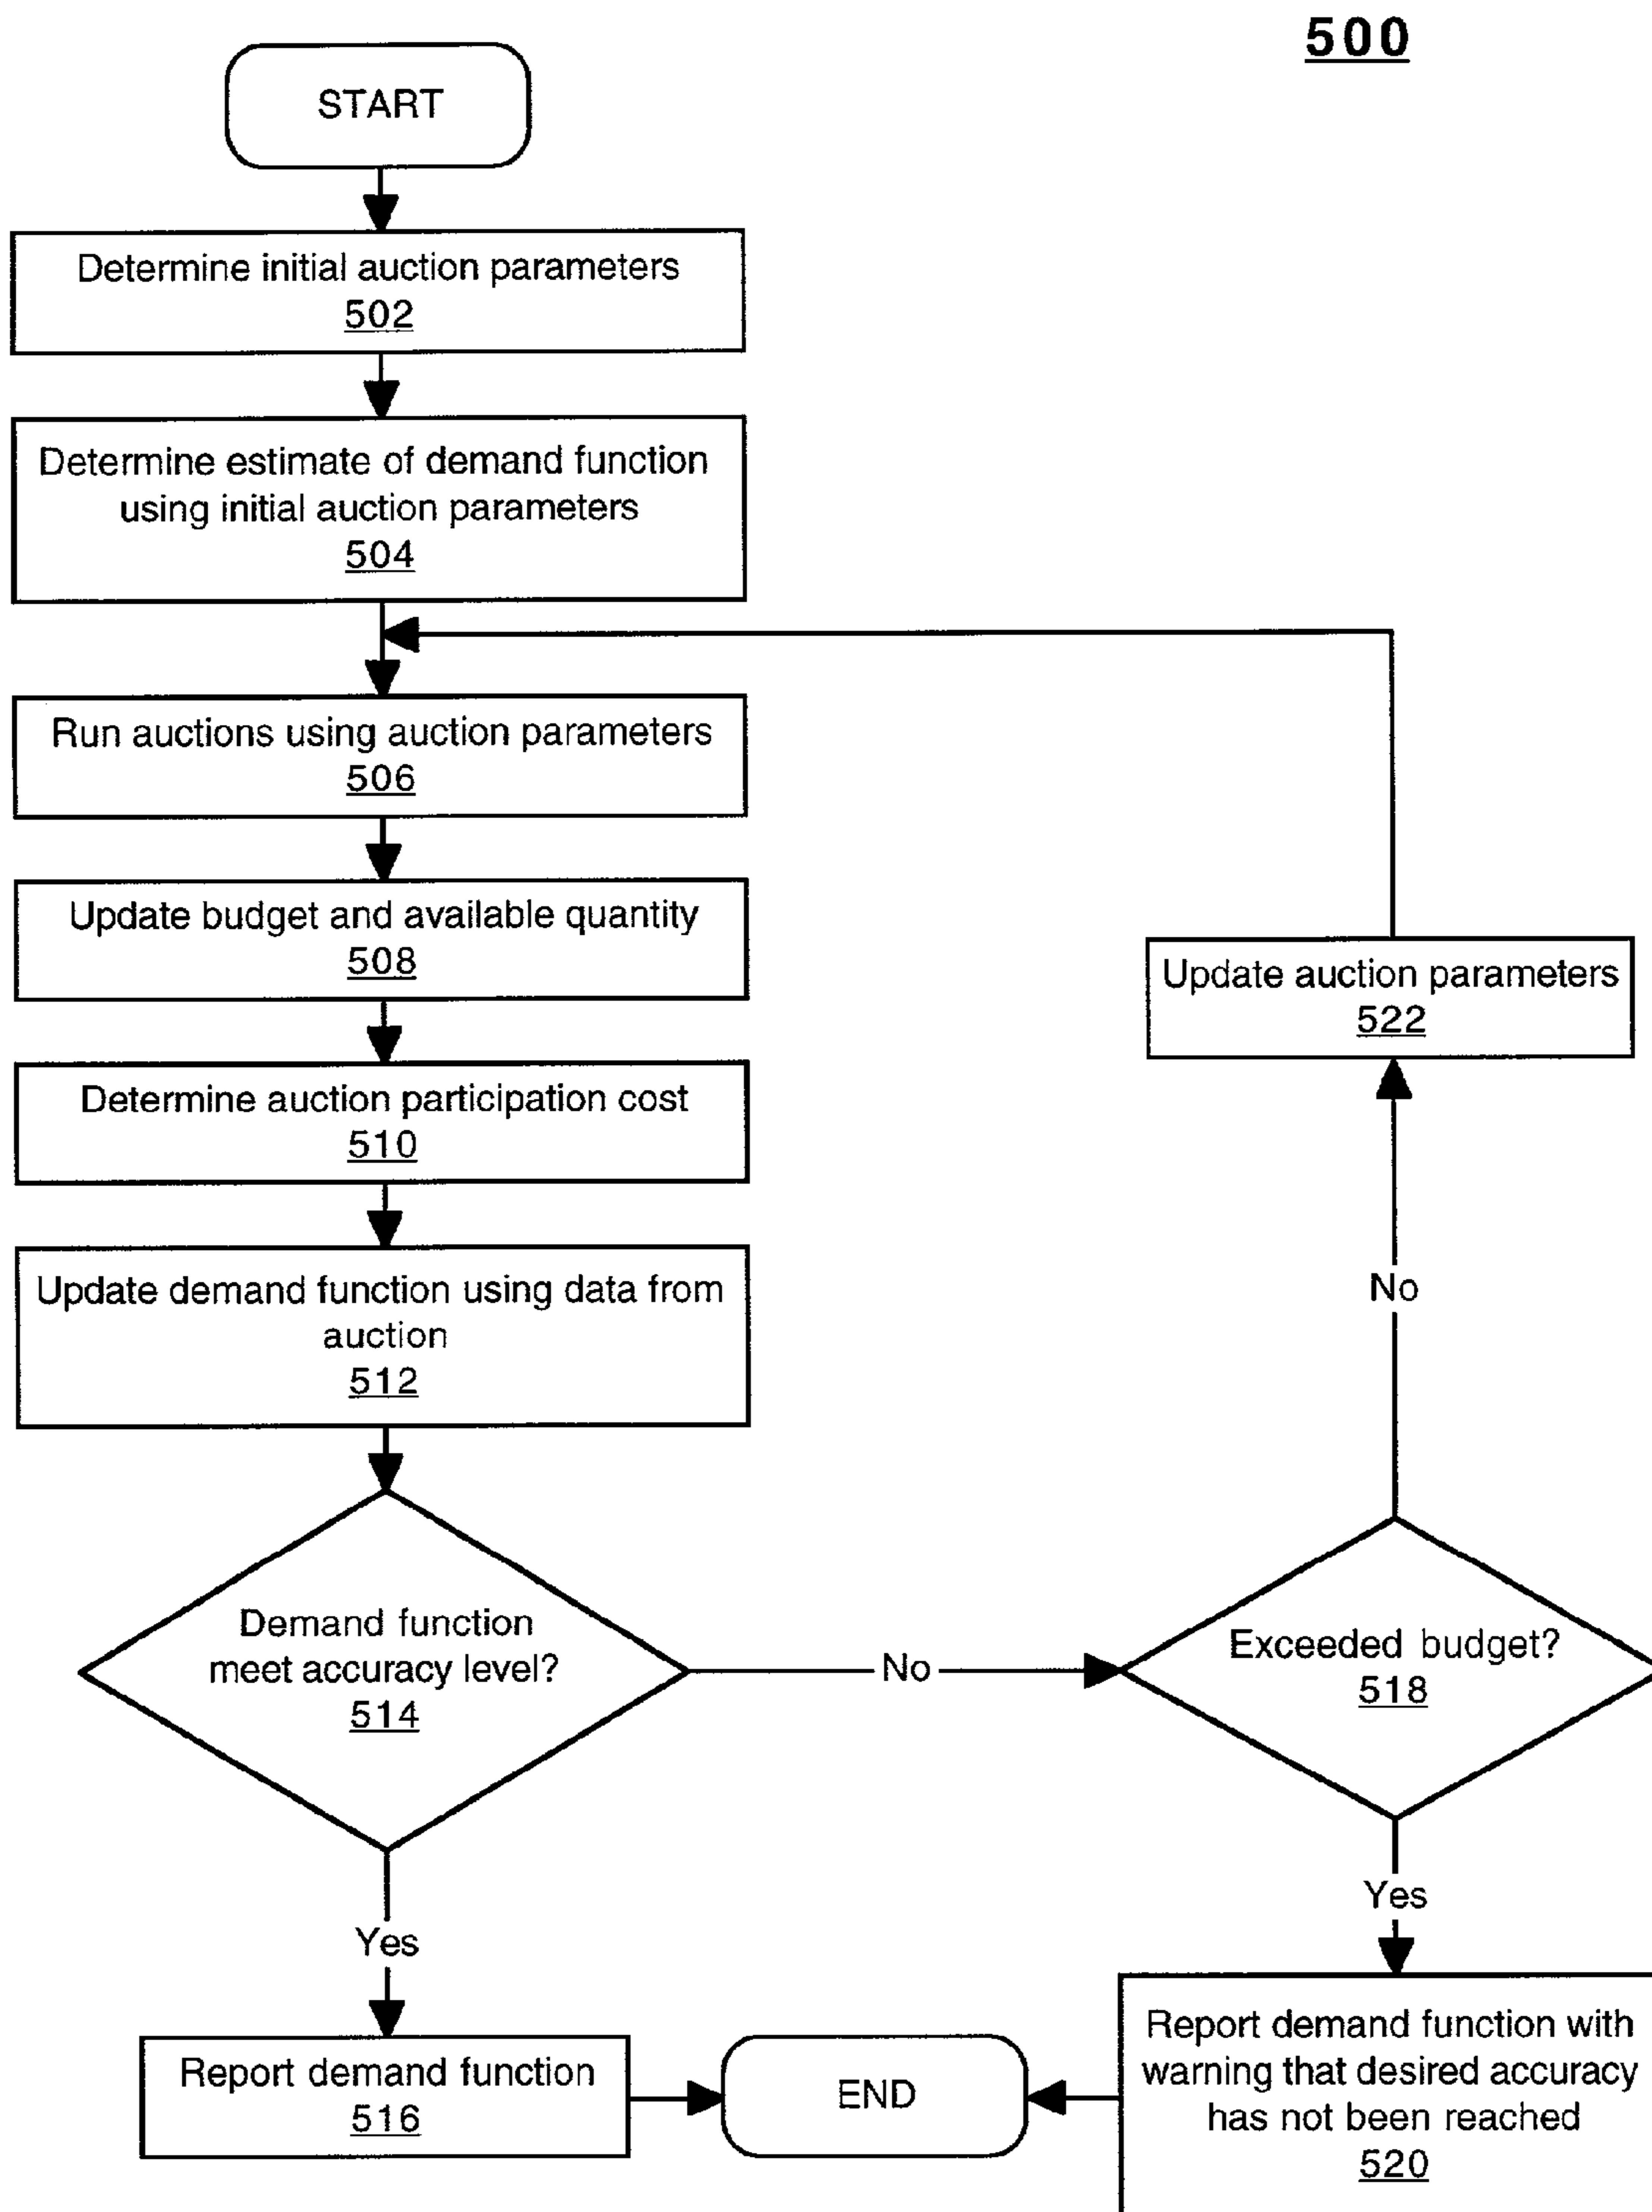 500
START
Determine initial auction parameters
502
Determine estimate of demand function
using initial auction parameters
504
Run auctions using auction parameters
506
Update budget and available quantity
508
Update auction parameters
522
Determine auction participation cost
510
No
Update demand function using data from
auction
512
Demand function
meet accuracy level?
514
No
Exceeded budget?
518
Yes
Yes
Report demand function
516
END
Report demand function with
warning that desired accuracy
has not been reached
520